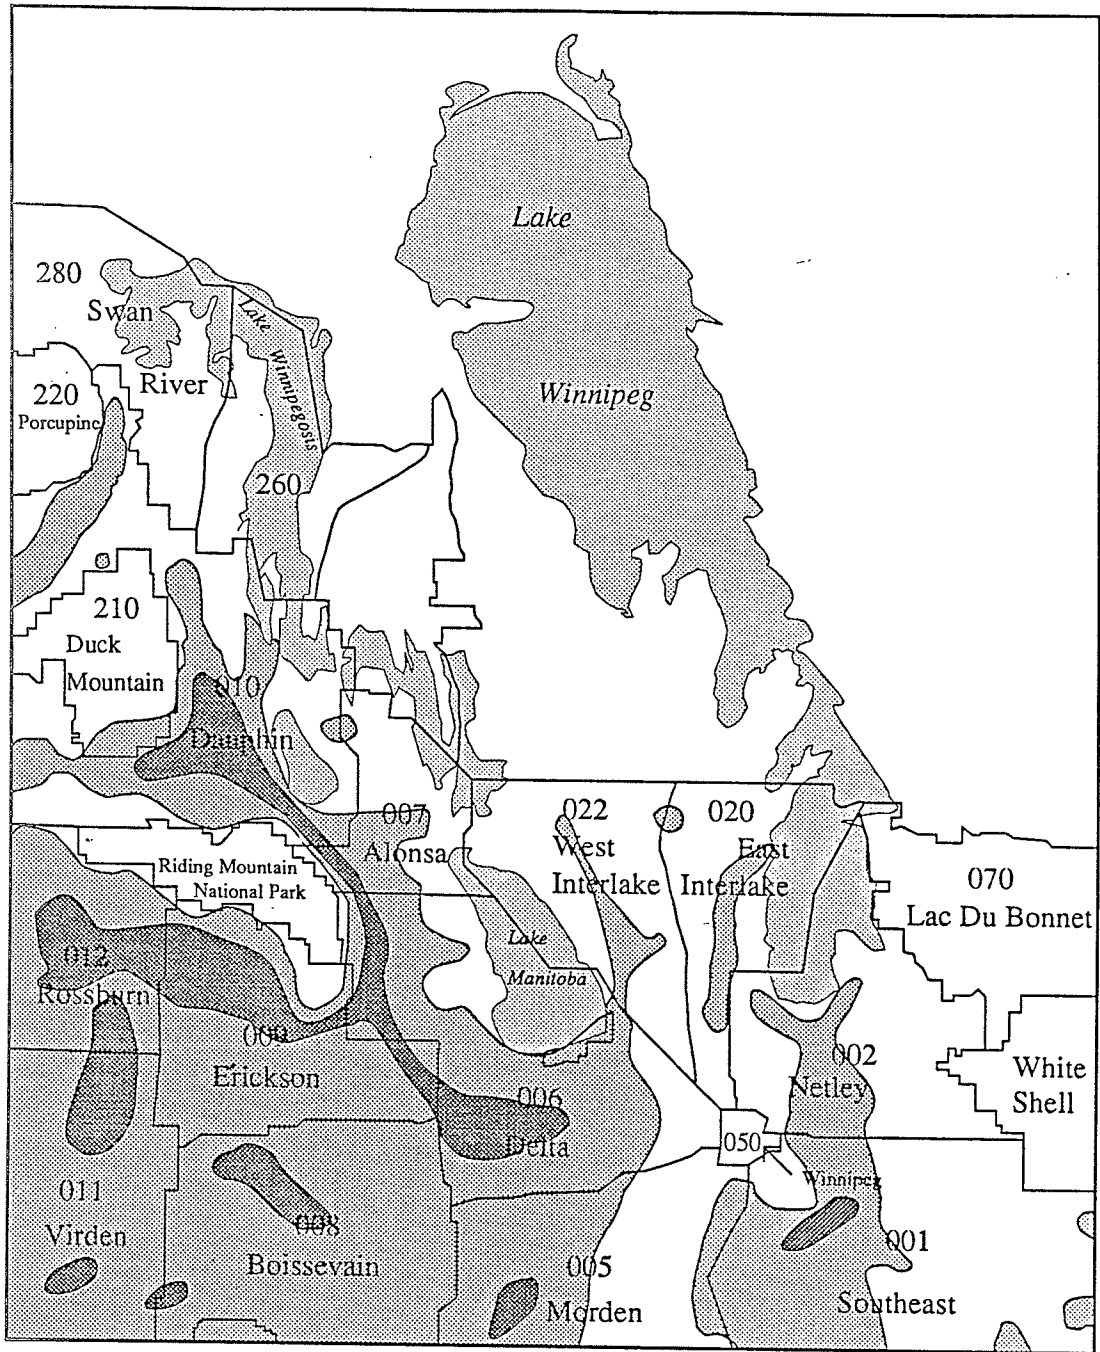 Lake
280
Swan
Lake
River
Winnipegosis
220
Porcupine
Winnipeg
260
210
Duck
Mountain
010
Dauphin
007
Alonsa
022
West
Interlake
020
East
Interlake
Riding Mountain
National Park
070
Lac Du Bonnet
Lake
Manitoba
012
Rossburn
009
Erickson
002
Netley
White
Shell
006
Delta
050
Winnipeg
011
Virden
008
Boissevain
001
Southeast
005
Morden